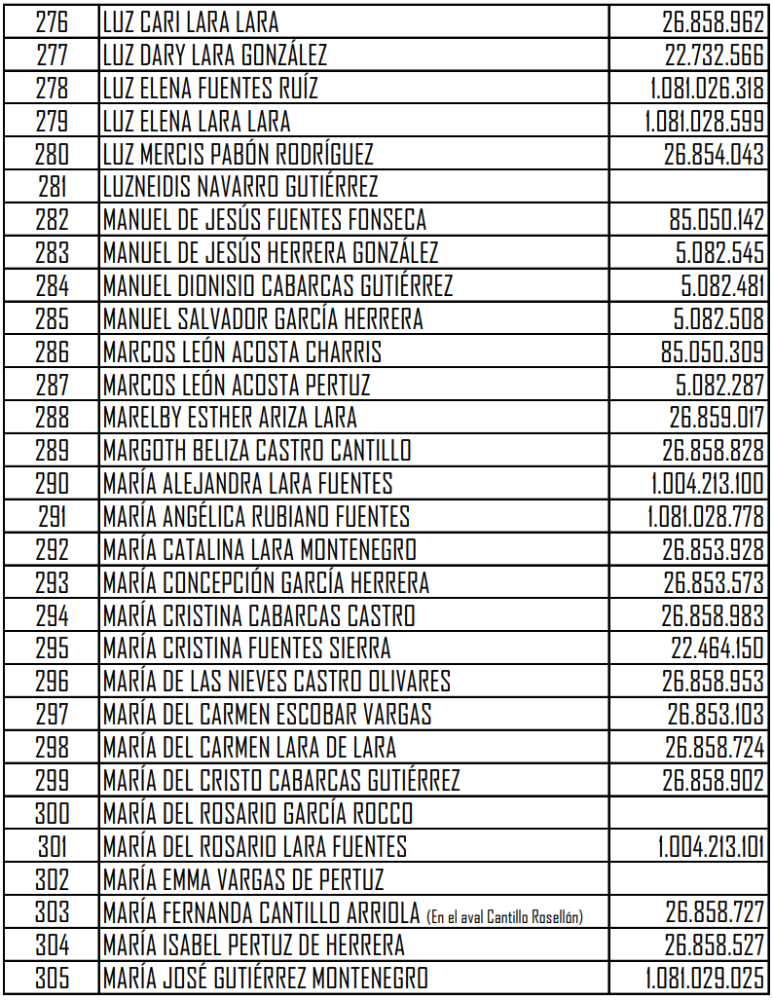 276 LUZ CARI LARA LARA 26.858.962
277 LUZ DARY LARA GONZÁLEZ 22.732.566
278 LUZ ELENA FUENTES RUÍZ 1.081.026.318
279 LUZ ELENA LARA LARA 1.081.028.599
280 LUZ MERCIS PABÓN RODRÍGUEZ 26.854.043
281 LUZNEIDIS NAVARRO GUTIÉRREZ
282 MANUEL DE JESÚS FUENTES FONSECA 85.050.142
283 MANUEL DE JESÚS HERRERA GONZÁLEZ 5.082.545
284 MANUEL DIONISIO CABARCAS GUTIÉRREZ 5.082.481
285 MANUEL SALVADOR GARCÍA HERRERA 5.082.508
286 MARCOS LEÓN ACOSTA CHARRIS 85.050.309
287 MARCOS LEÓN ACOSTA PERTUZ 5.082.287
288 MARELBY ESTHER ARIZA LARA 26.859.017
289 MARGOTH BELIZA CASTRO CANTILLO 26.858.828
290 MARÍA ALEJANDRA LARA FUENTES 1.004.213.100
291 MARÍA ANGÉLICA RUBIANO FUENTES 1.081.028.778
292 MARÍA CATALINA LARA MONTENEGRO 26.853.928
293 MARÍA CONCEPCIÓN GARCÍA HERRERA 26.853.573
294 MARÍA CRISTINA CABARCAS CASTRO 26.858.983
295 MARÍA CRISTINA FUENTES SIERRA 22.464.150
296 MARÍA DE LAS NIEVES CASTRO OLIVARES 26.858.953
297 MARÍA DEL CARMEN ESCOBAR VARGAS 26.853.103
298 MARÍA DEL CARMEN LARA DE LARA 26.858.724
299 MARÍA DEL CRISTO CABARCAS GUTIÉRREZ 26.858.902
300 MARÍA DEL ROSARIO GARCÍA ROCCO
301 MARÍA DEL ROSARIO LARA FUENTES 1.004.213.101
302 MARÍA EMMA VARGAS DE PERTUZ
303 MARÍA FERNANDA CANTILLO ARRIOLA (En el aval Cantillo Rosellón) 26.858.727
304 MARÍA ISABEL PERTUZ DE HERRERA 26.858.527
305 MARÍA JOSÉ GUTIÉRREZ MONTENEGRO 1.081.029.025